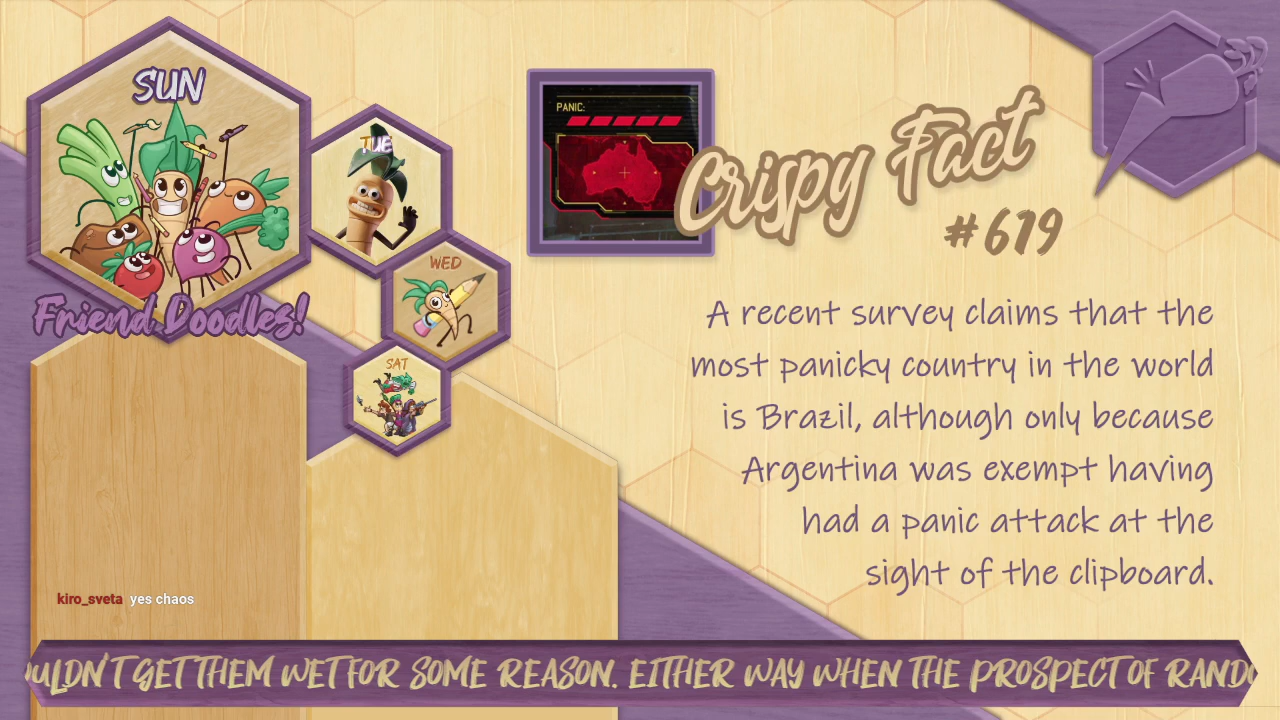 SUN
TUE
WED
SAT
Friend Doodles!
PANIC:
Crispy Fact
#619
A recent survey claims that the
most panicky country in the world
is Brazil, although only because
Argentina was exempt having
had a panic attack at the
sight of the clipboard.
kiro_sveta yes chaos
GET THEM WET FOR SOME REASON. EITHER WAY WHEN THE PROSPECT OF